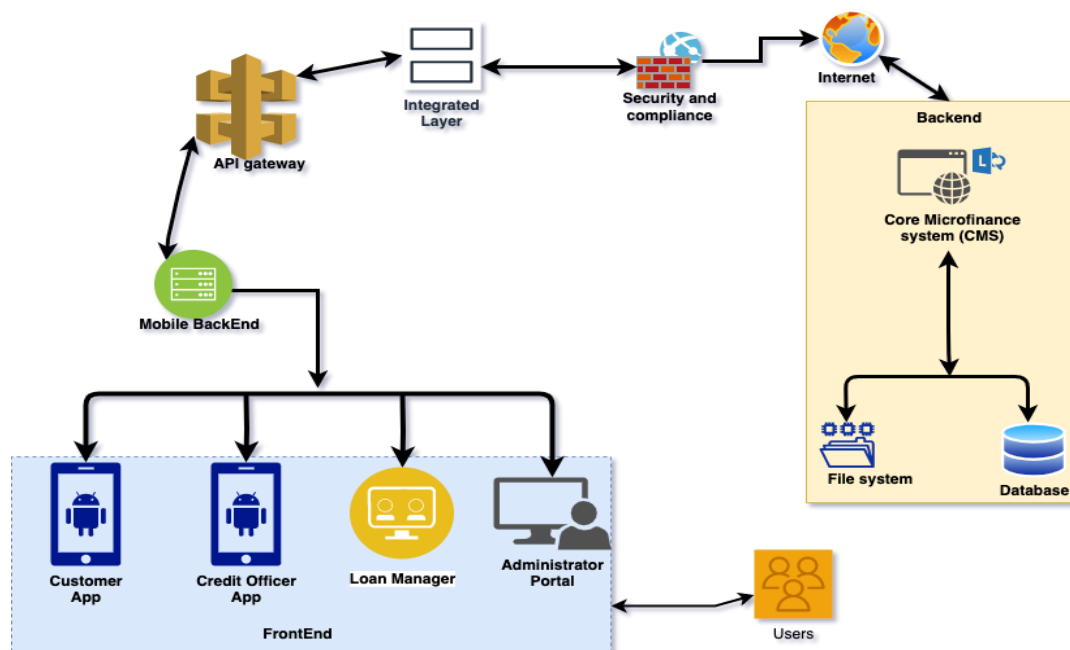 Internet
Integrated
Layer
Security and
compliance
Backend
API gateway
L
Core Microfinance
system (CMS)
Mobile BackEnd
File system
Database
Customer
App
Credit Officer
App
Loan Manager
Administrator
Portal
FrontEnd
Users